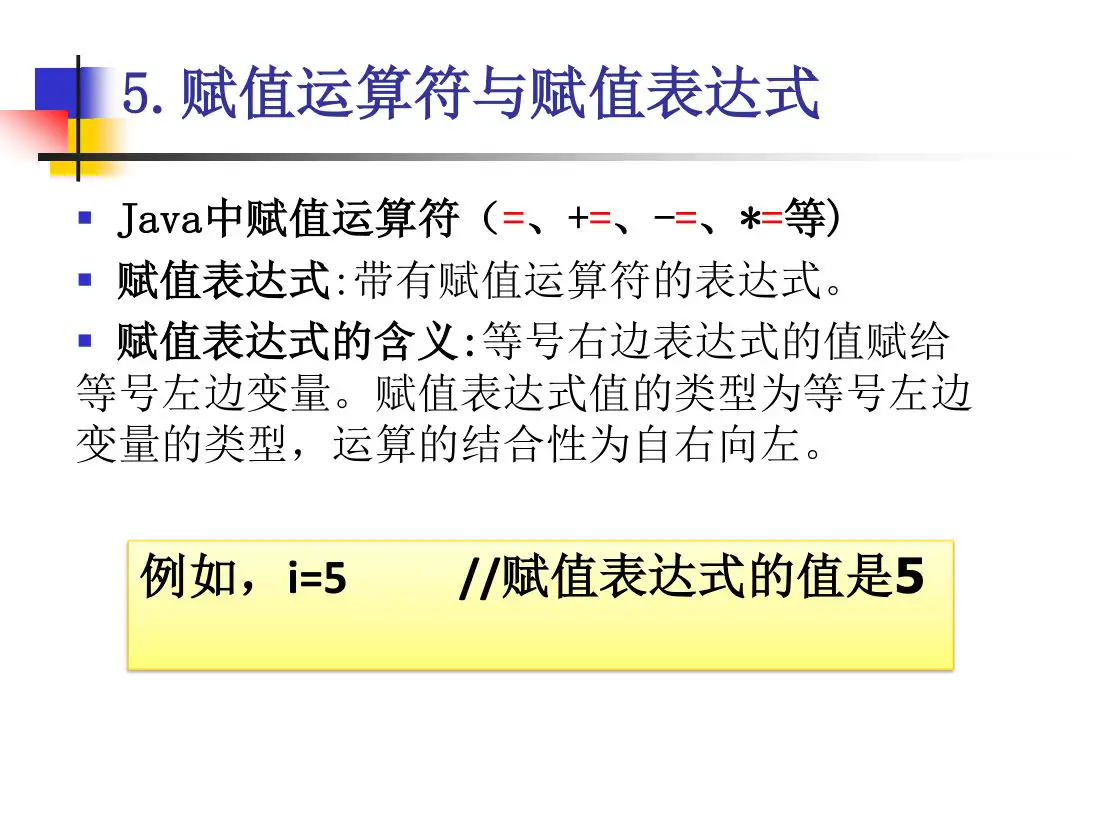 5.赋值运算符与赋值表达式
Java中赋值运算符（=、+=、-=、*=等)
赋值表达式:带有赋值运算符的表达式。
赋值表达式的含义:等号右边表达式的值赋给
等号左边变量。赋值表达式值的类型为等号左边
变量的类型，运算的结合性为自右向左。
例如，i=5 //赋值表达式的值是5